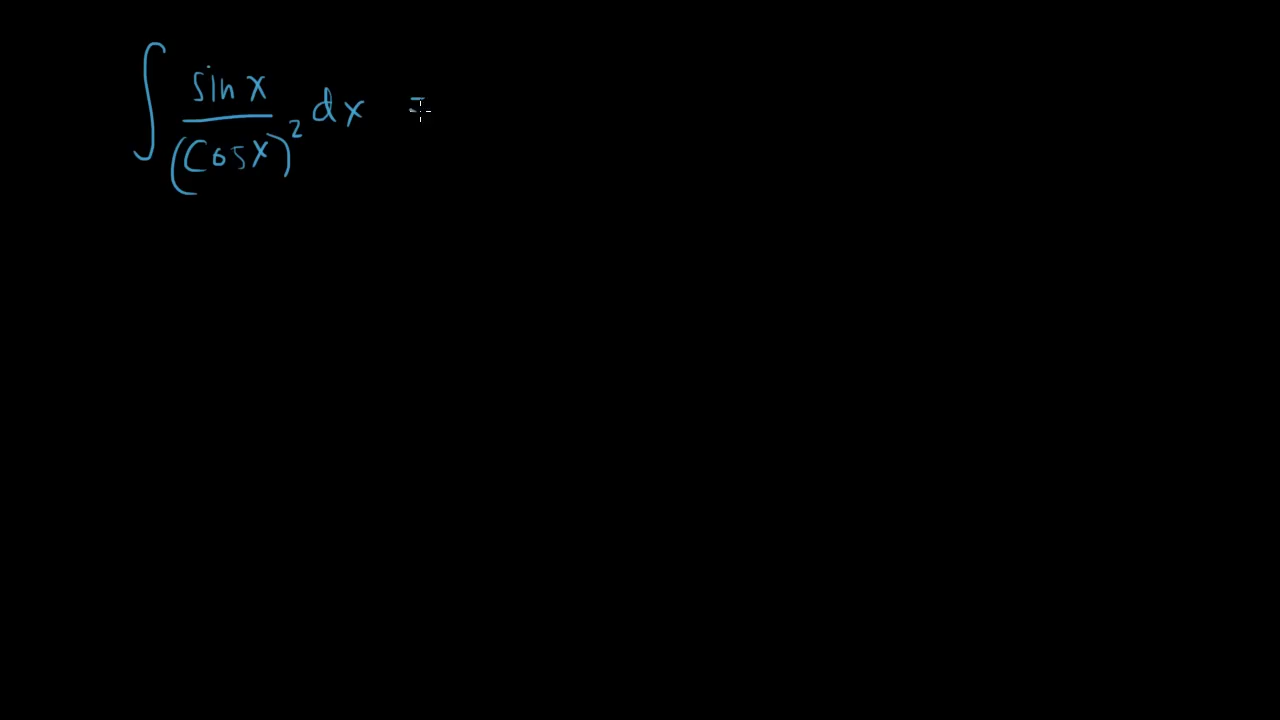 ∫ sin x / (cos x)² dx =